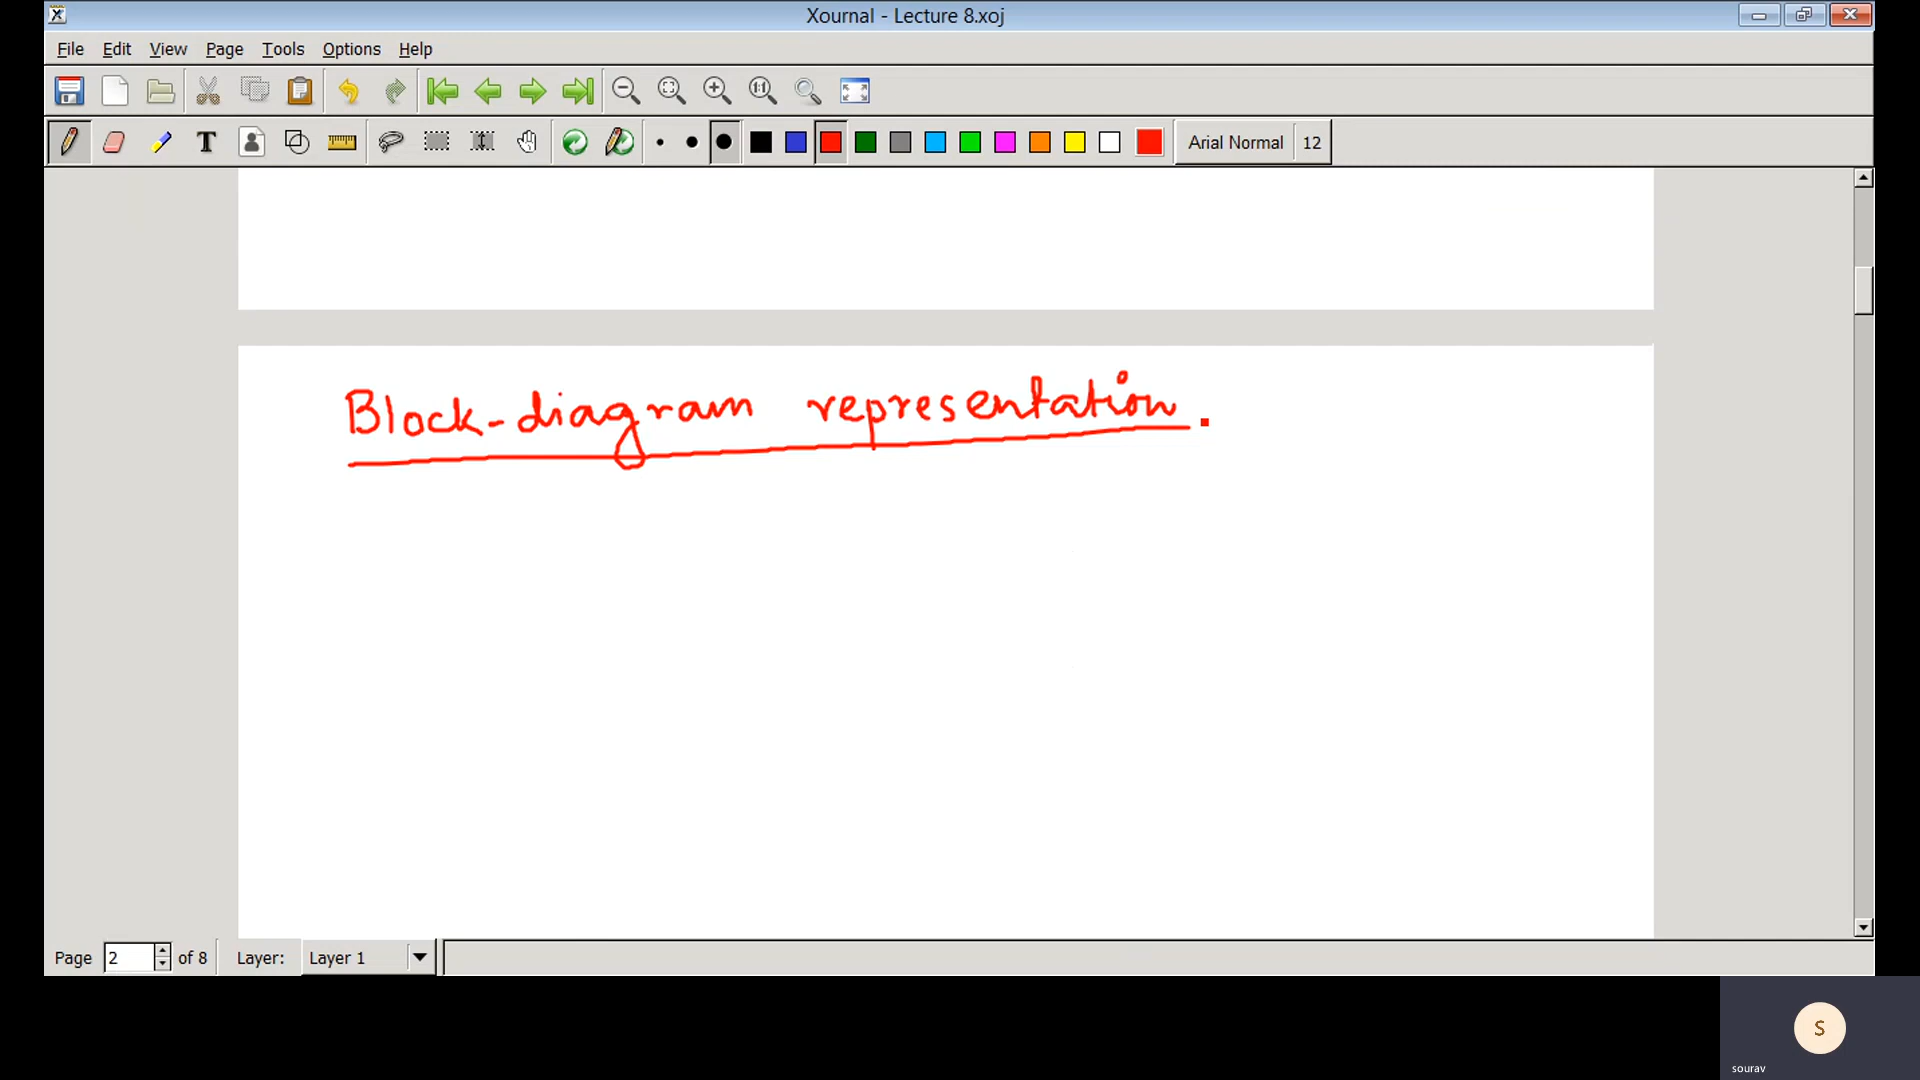 Xournal - Lecture 8.xoj
File Edit View Page Tools Options Help
Arial Normal 12
Block-diagram representation.
Page 2 of 8 Layer: Layer 1
S
sourav